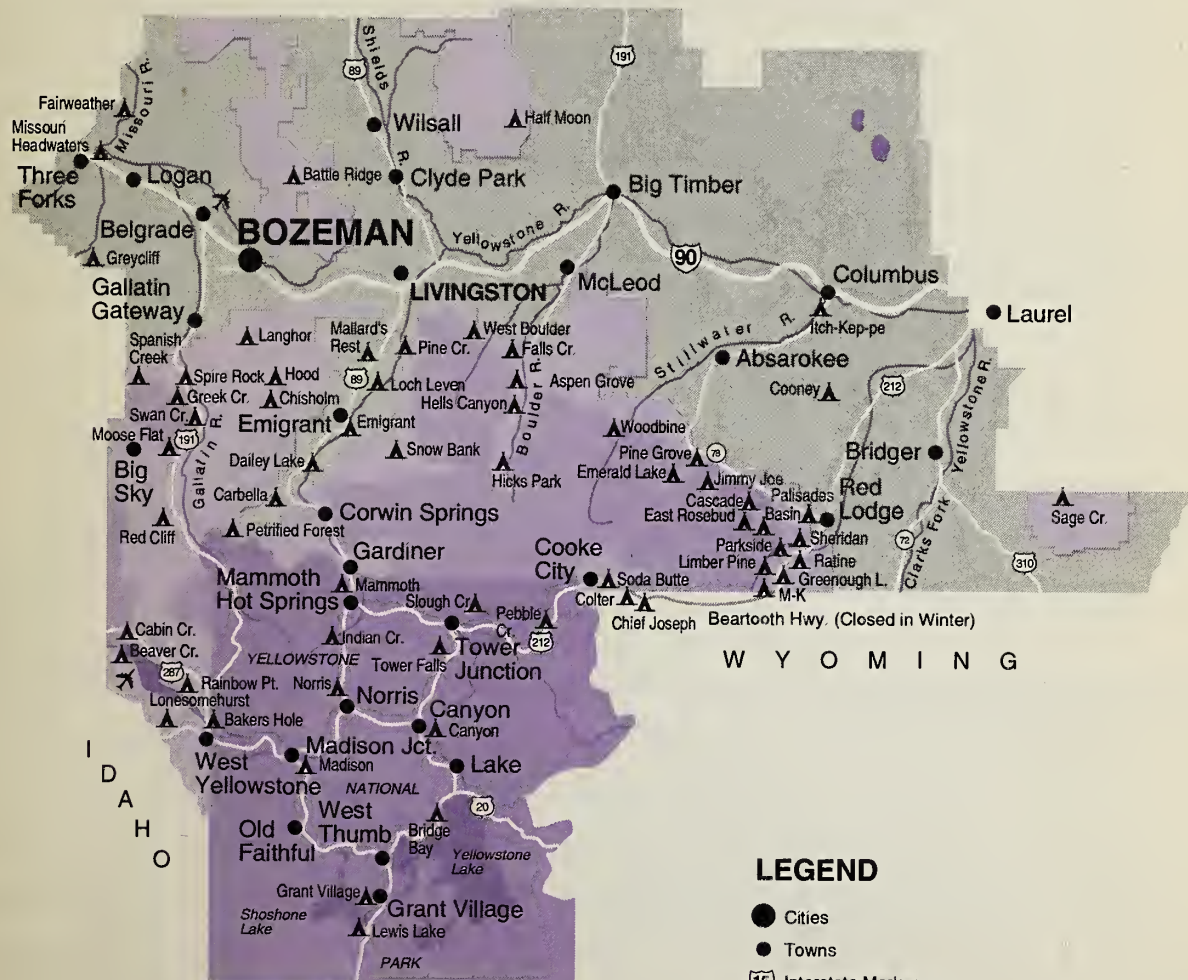 Shields
R.
89
191
Missouri R.
Fairweather
Missouri
Headwaters
Three
Forks
Logan
Wilsall
Half Moon
Battle Ridge
Clyde Park
Big Timber
Belgrade
BOZEMAN
Yellowstone R.
90
Greycliff
Gallatin
Gateway
LIVINGSTON
McLeod
Columbus
Laurel
Itch-Kep-pe
Spanish
Creek
Langhor
Mallard's
Rest
Pine Cr.
West Boulder
Falls Cr.
Stillwater R.
Absarokee
Spire Rock
Hood
89
Loch Leven
Aspen Grove
Cooney
212
Yellowstone R.
Greek Cr.
Chisholm
Hells Canyon
Boulder R.
Swan Cr.
Emigrant
Emigrant
Woodbine
Moose Flat
191
Gallatin R.
Big
Sky
Snow Bank
Pine Grove
78
Bridger
Dailey Lake
Hicks Park
Emerald Lake
Jimmy Joe
Carbella
Cascade
Palisades
Red
Lodge
Red Cliff
Petrified Forest
Corwin Springs
East Rosebud
Basin
Sheridan
Sage Cr.
Gardiner
Cooke
City
Parkside
Ratine
72
Clarks Fork
310
Limber Pine
Greenough L.
Mammoth
Hot Springs
Mammoth
Soda Butte
M-K
Slough Cr.
Pebble
Cr.
Colter
Chief Joseph
Beartooth Hwy. (Closed in Winter)
Cabin Cr.
Indian Cr.
212
Beaver Cr.
YELLOWSTONE
Tower Falls
Tower
Junction
WYOMING
287
Rainbow Pt.
Norris
Norris
Lonesomehurst
Bakers Hole
Canyon
Canyon
IDAHO
West
Yellowstone
Madison Jct.
Madison
Lake
NATIONAL
20
West
Thumb
Old
Faithful
Bridge
Bay
Yellowstone
Lake
Grant Village
Grant Village
Shoshone
Lake
Lewis Lake
PARK
LEGEND
Cities
Towns
15 Interstate Marker